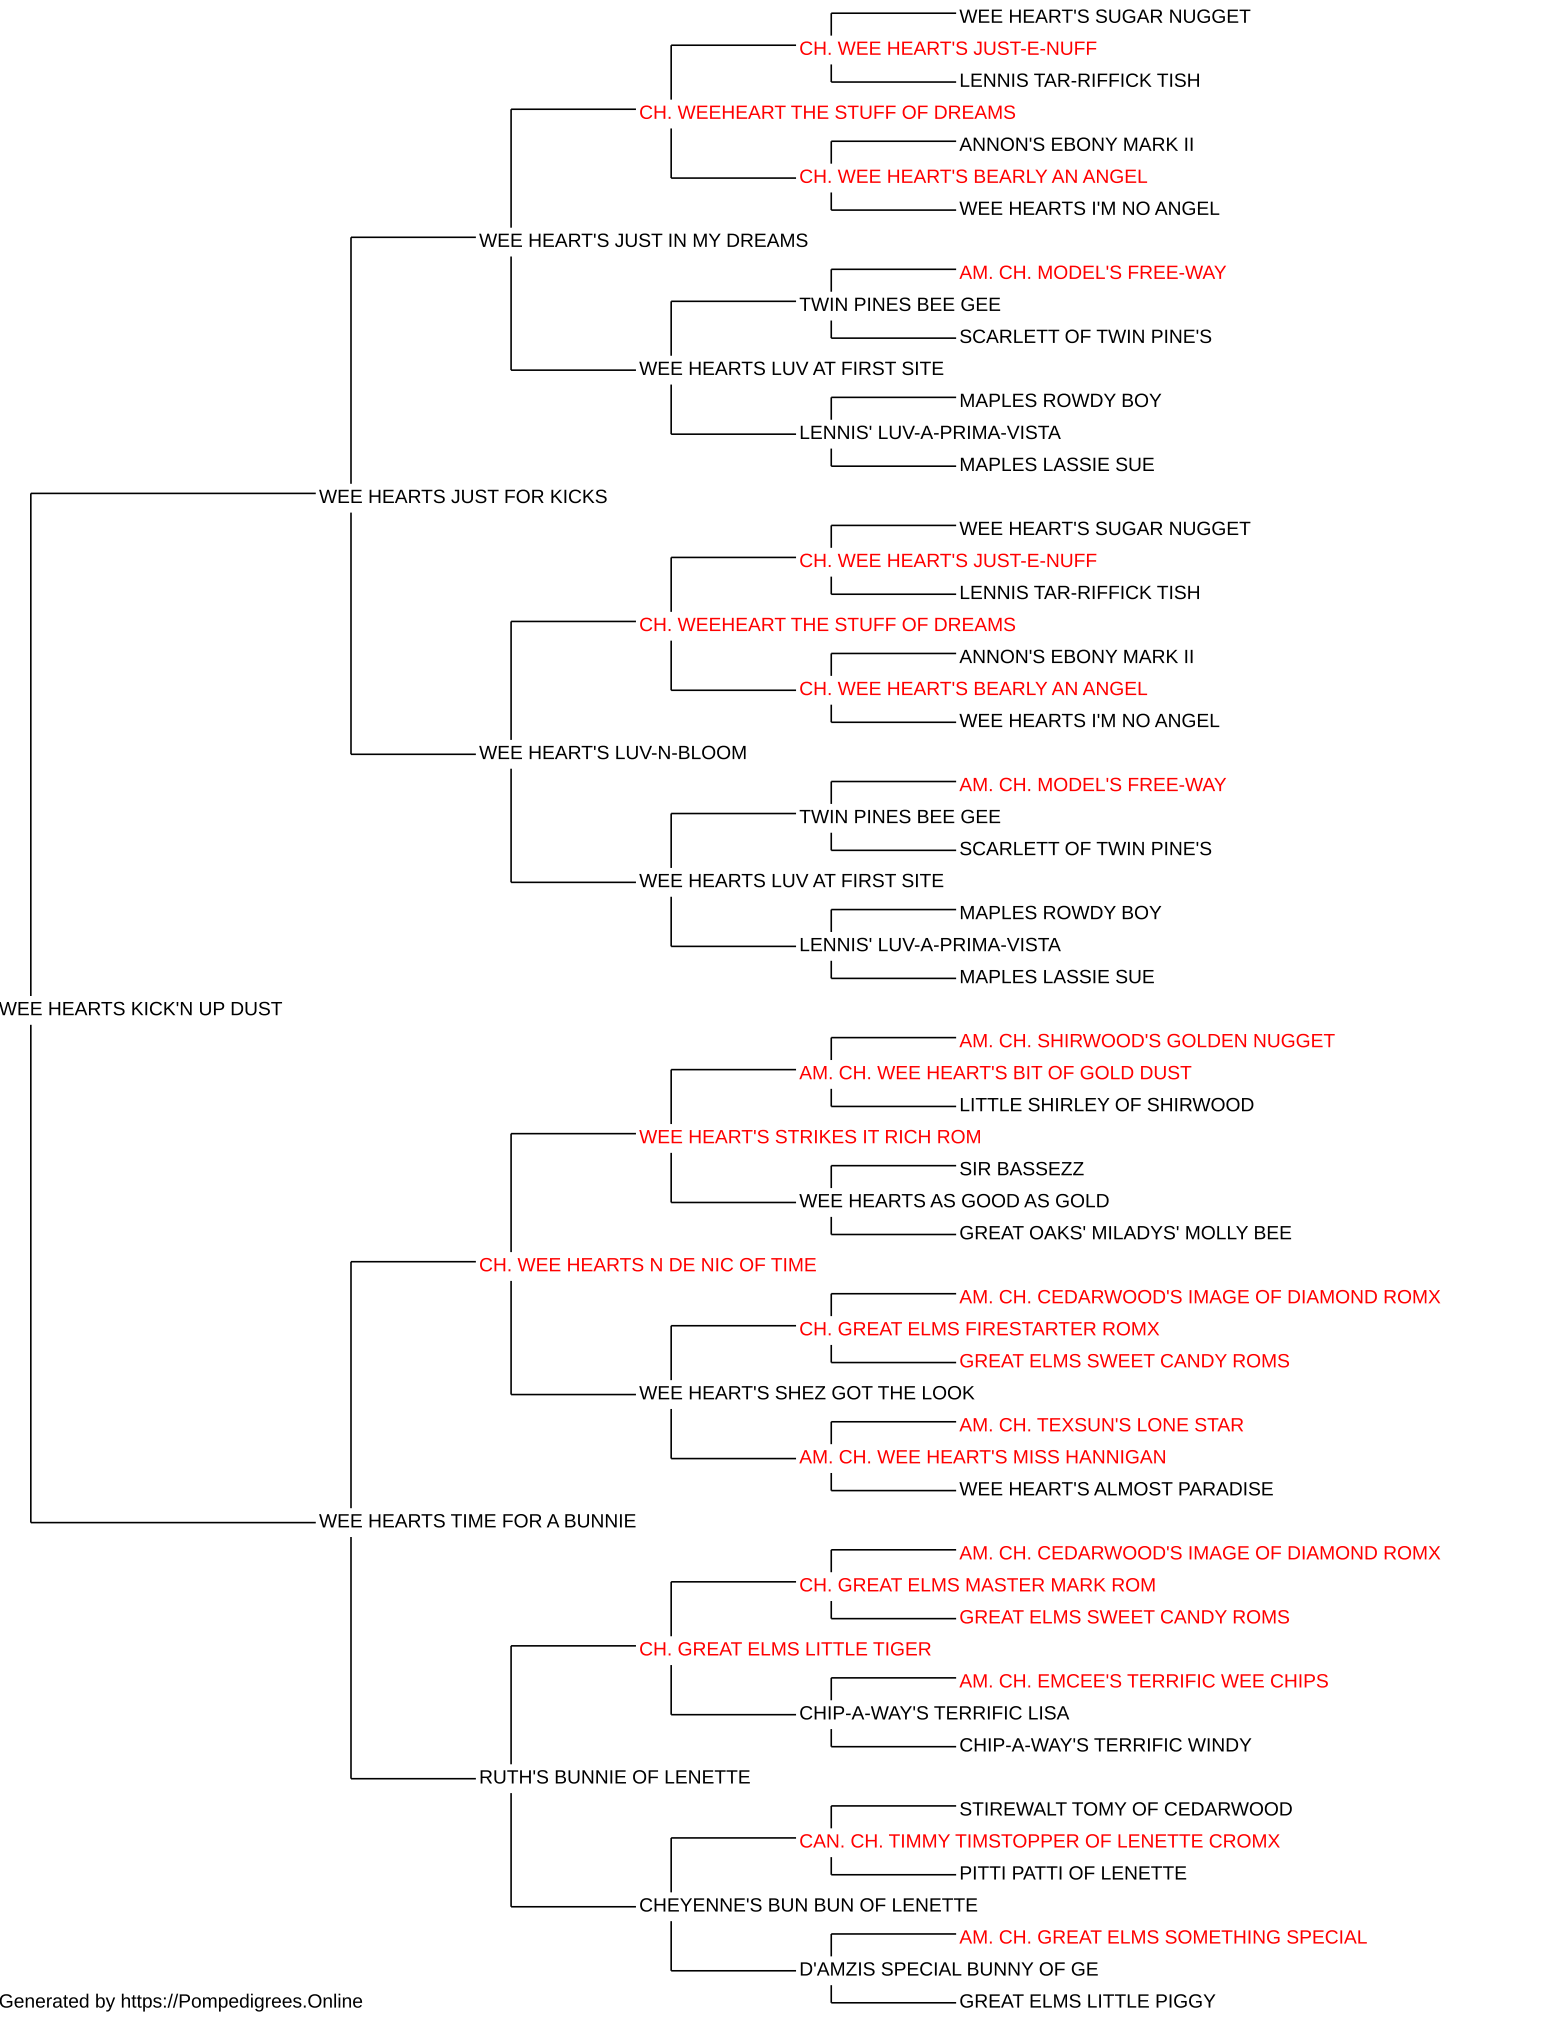 WEE HEART'S SUGAR NUGGET
CH. WEE HEART'S JUST-E-NUFF
LENNIS TAR-RIFFICK TISH
CH. WEEHEART THE STUFF OF DREAMS
ANNON'S EBONY MARK II
CH. WEE HEART'S BEARLY AN ANGEL
WEE HEARTS I'M NO ANGEL
WEE HEART'S JUST IN MY DREAMS
AM. CH. MODEL'S FREE-WAY
TWIN PINES BEE GEE
SCARLETT OF TWIN PINE'S
WEE HEARTS LUV AT FIRST SITE
MAPLES ROWDY BOY
LENNIS' LUV-A-PRIMA-VISTA
MAPLES LASSIE SUE
WEE HEARTS JUST FOR KICKS
WEE HEART'S SUGAR NUGGET
CH. WEE HEART'S JUST-E-NUFF
LENNIS TAR-RIFFICK TISH
CH. WEEHEART THE STUFF OF DREAMS
ANNON'S EBONY MARK II
CH. WEE HEART'S BEARLY AN ANGEL
WEE HEARTS I'M NO ANGEL
WEE HEART'S LUV-N-BLOOM
AM. CH. MODEL'S FREE-WAY
TWIN PINES BEE GEE
SCARLETT OF TWIN PINE'S
WEE HEARTS LUV AT FIRST SITE
MAPLES ROWDY BOY
LENNIS' LUV-A-PRIMA-VISTA
MAPLES LASSIE SUE
WEE HEARTS KICK'N UP DUST
AM. CH. SHIRWOOD'S GOLDEN NUGGET
AM. CH. WEE HEART'S BIT OF GOLD DUST
LITTLE SHIRLEY OF SHIRWOOD
WEE HEART'S STRIKES IT RICH ROM
SIR BASSEZZ
WEE HEARTS AS GOOD AS GOLD
GREAT OAKS' MILADYS' MOLLY BEE
CH. WEE HEARTS N DE NIC OF TIME
AM. CH. CEDARWOOD'S IMAGE OF DIAMOND ROMX
CH. GREAT ELMS FIRESTARTER ROMX
GREAT ELMS SWEET CANDY ROMS
WEE HEART'S SHEZ GOT THE LOOK
AM. CH. TEXSUN'S LONE STAR
AM. CH. WEE HEART'S MISS HANNIGAN
WEE HEART'S ALMOST PARADISE
WEE HEARTS TIME FOR A BUNNIE
AM. CH. CEDARWOOD'S IMAGE OF DIAMOND ROMX
CH. GREAT ELMS MASTER MARK ROM
GREAT ELMS SWEET CANDY ROMS
CH. GREAT ELMS LITTLE TIGER
AM. CH. EMCEE'S TERRIFIC WEE CHIPS
CHIP-A-WAY'S TERRIFIC LISA
CHIP-A-WAY'S TERRIFIC WINDY
RUTH'S BUNNIE OF LENETTE
STIREWALT TOMY OF CEDARWOOD
CAN. CH. TIMMY TIMSTOPPER OF LENETTE CROMX
PITTI PATTI OF LENETTE
CHEYENNE'S BUN BUN OF LENETTE
AM. CH. GREAT ELMS SOMETHING SPECIAL
D'AMZIS SPECIAL BUNNY OF GE
GREAT ELMS LITTLE PIGGY
Generated by https://Pompedigrees.Online